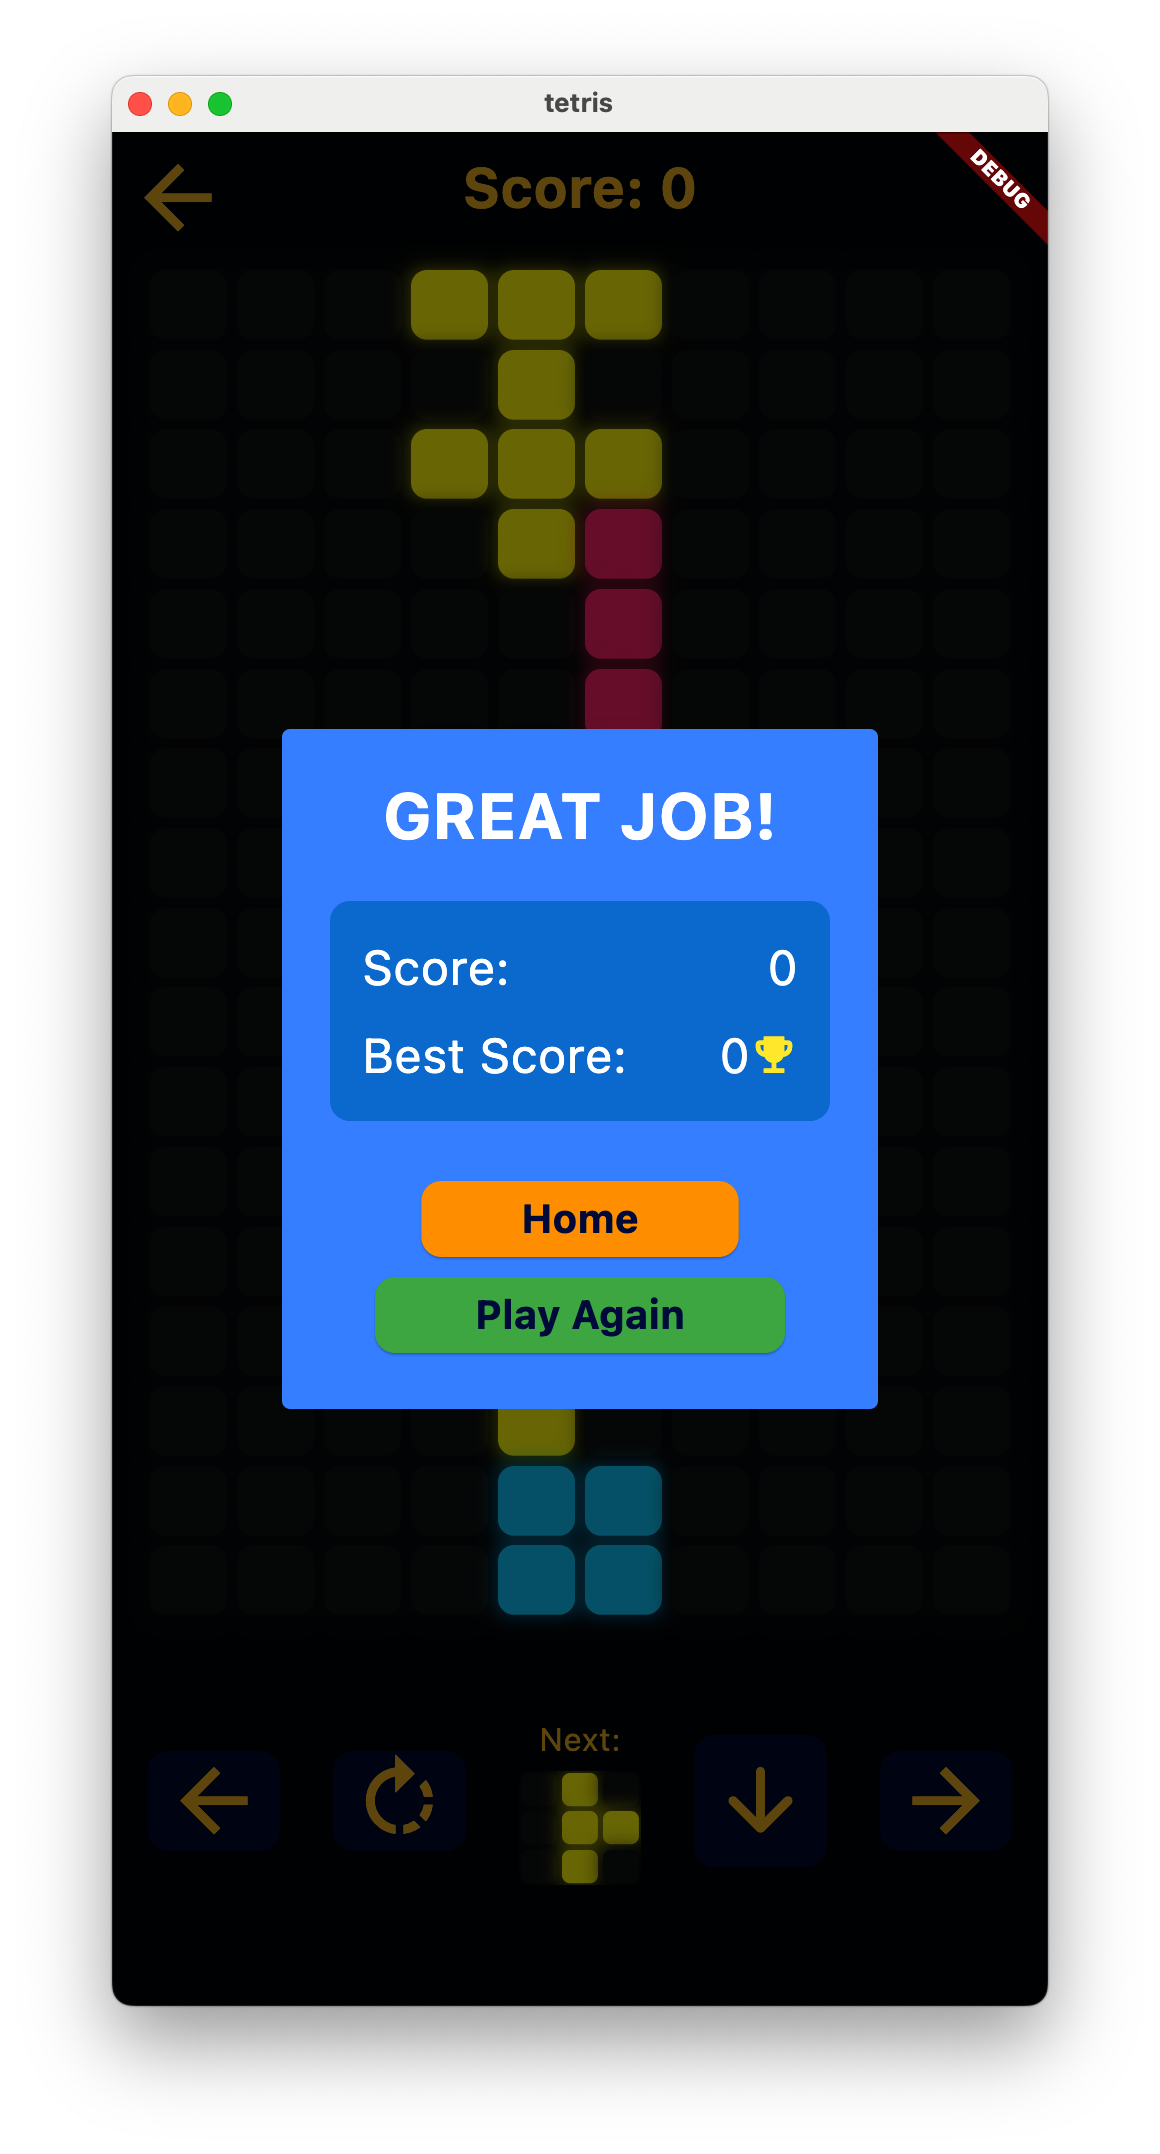 tetris
DEBUG
Score: 0
GREAT JOB!
Score: 0
Best Score: 0
Home
Play Again
Next: